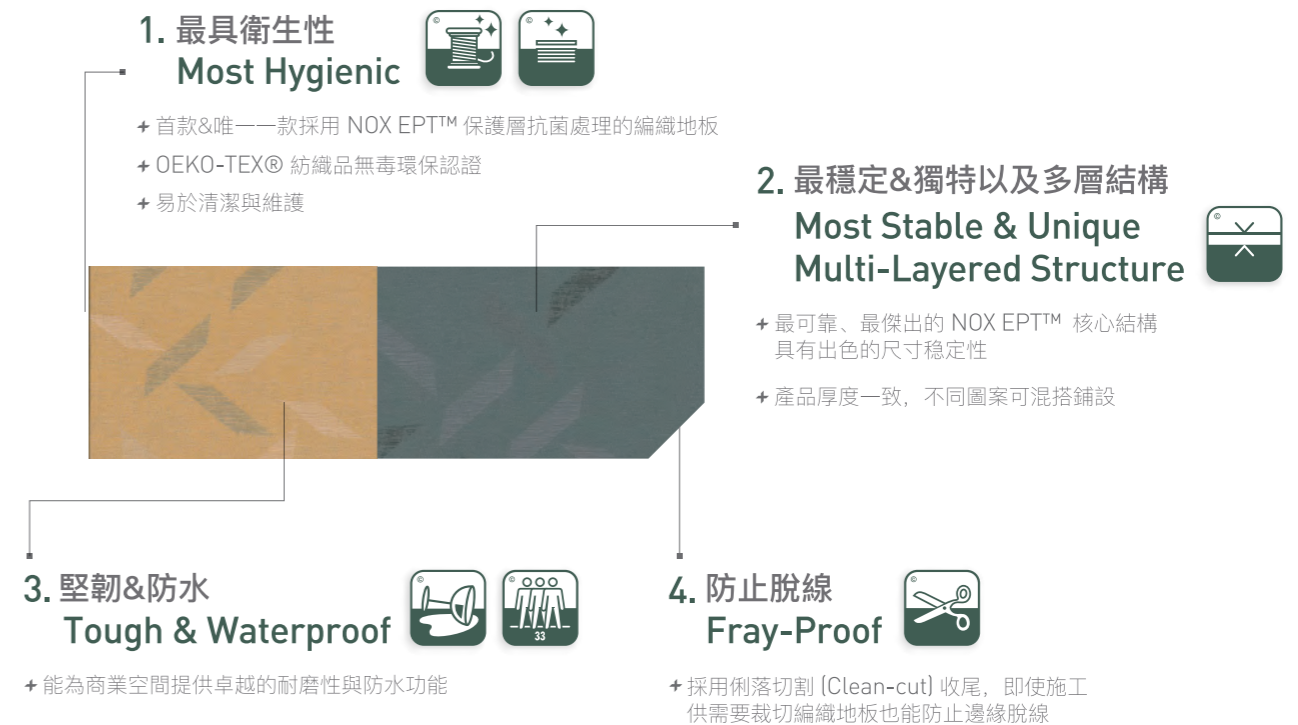 1. 最具衛生性
Most Hygienic
+ 首款&唯一一款採用 NOX EPT™ 保護層抗菌處理的編織地板
+ OEKO-TEX® 紡織品無毒環保認證
+ 易於清潔與維護
2. 最穩定&獨特以及多層結構
Most Stable & Unique
Multi-Layered Structure
+ 最可靠、最傑出的 NOX EPT™ 核心結構
具有出色的尺寸稳定性
+ 產品厚度一致，不同圖案可混搭鋪設
3. 堅韌&防水
Tough & Waterproof
33
+ 能為商業空間提供卓越的耐磨性與防水功能
4. 防止脫線
Fray-Proof
+ 採用俐落切割 (Clean-cut) 收尾，即使施工
供需要裁切編織地板也能防止邊緣脫線